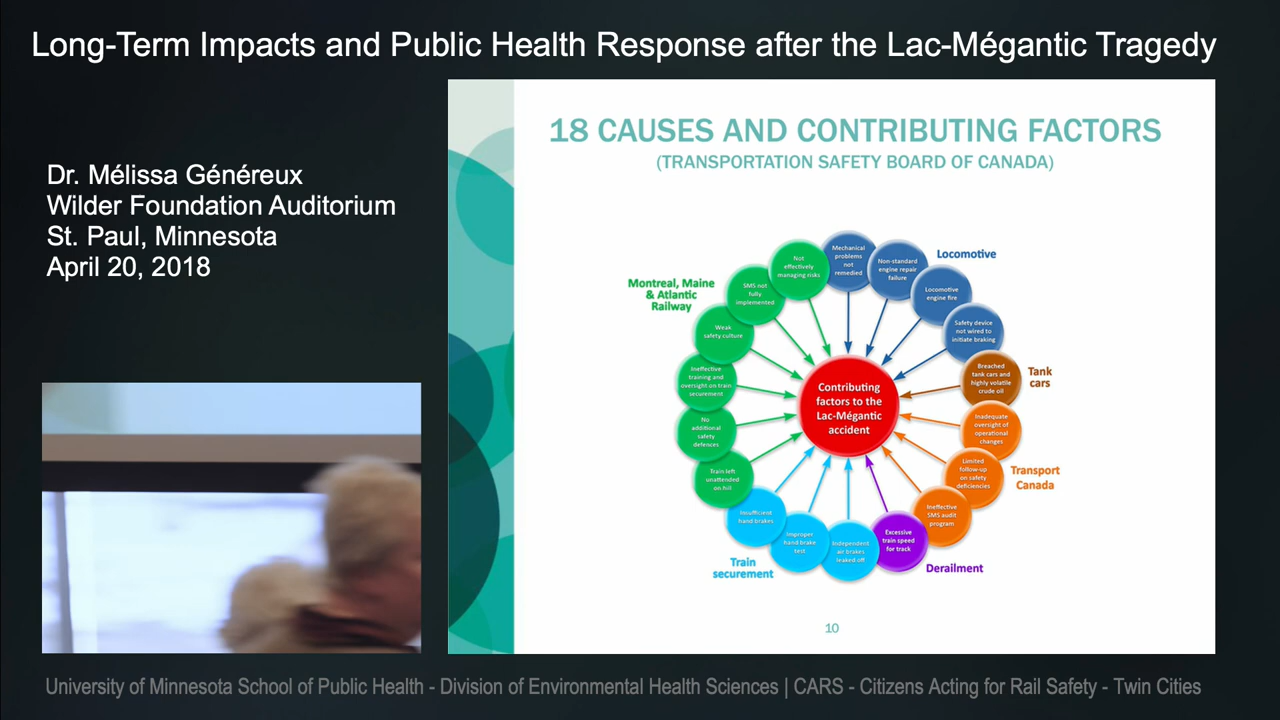 Long-Term Impacts and Public Health Response after the Lac-Mégantic Tragedy
Dr. Mélissa Généreux
Wilder Foundation Auditorium
St. Paul, Minnesota
April 20, 2018
18 CAUSES AND CONTRIBUTING FACTORS
(TRANSPORTATION SAFETY BOARD OF CANADA)
Montreal, Maine
& Atlantic
Railway
Not
effectively
managing risks
SMS not
fully
implemented
Weak
safety culture
Ineffective
training and
oversight on train
securement
No
additional
safety
defences
Train left
unattended
on hill
Mechanical
problems
not
remedied
Non-standard
engine repair
failure
Locomotive
engine fire
Safety device
not wired to
initiate braking
Locomotive
Breached
tank cars and
highly volatile
crude oil
Tank
cars
Inadequate
oversight of
operational
changes
Limited
follow-up
on safety
deficiencies
Ineffective
SMS audit
program
Transport
Canada
Contributing
factors to the
Lac-Mégantic
accident
Insufficient
hand brakes
Improper
hand brake
test
Independent
air brakes
leaked off
Train
securement
Excessive
train speed
for track
Derailment
10
University of Minnesota School of Public Health - Division of Environmental Health Sciences | CARS - Citizens Acting for Rail Safety - Twin Cities